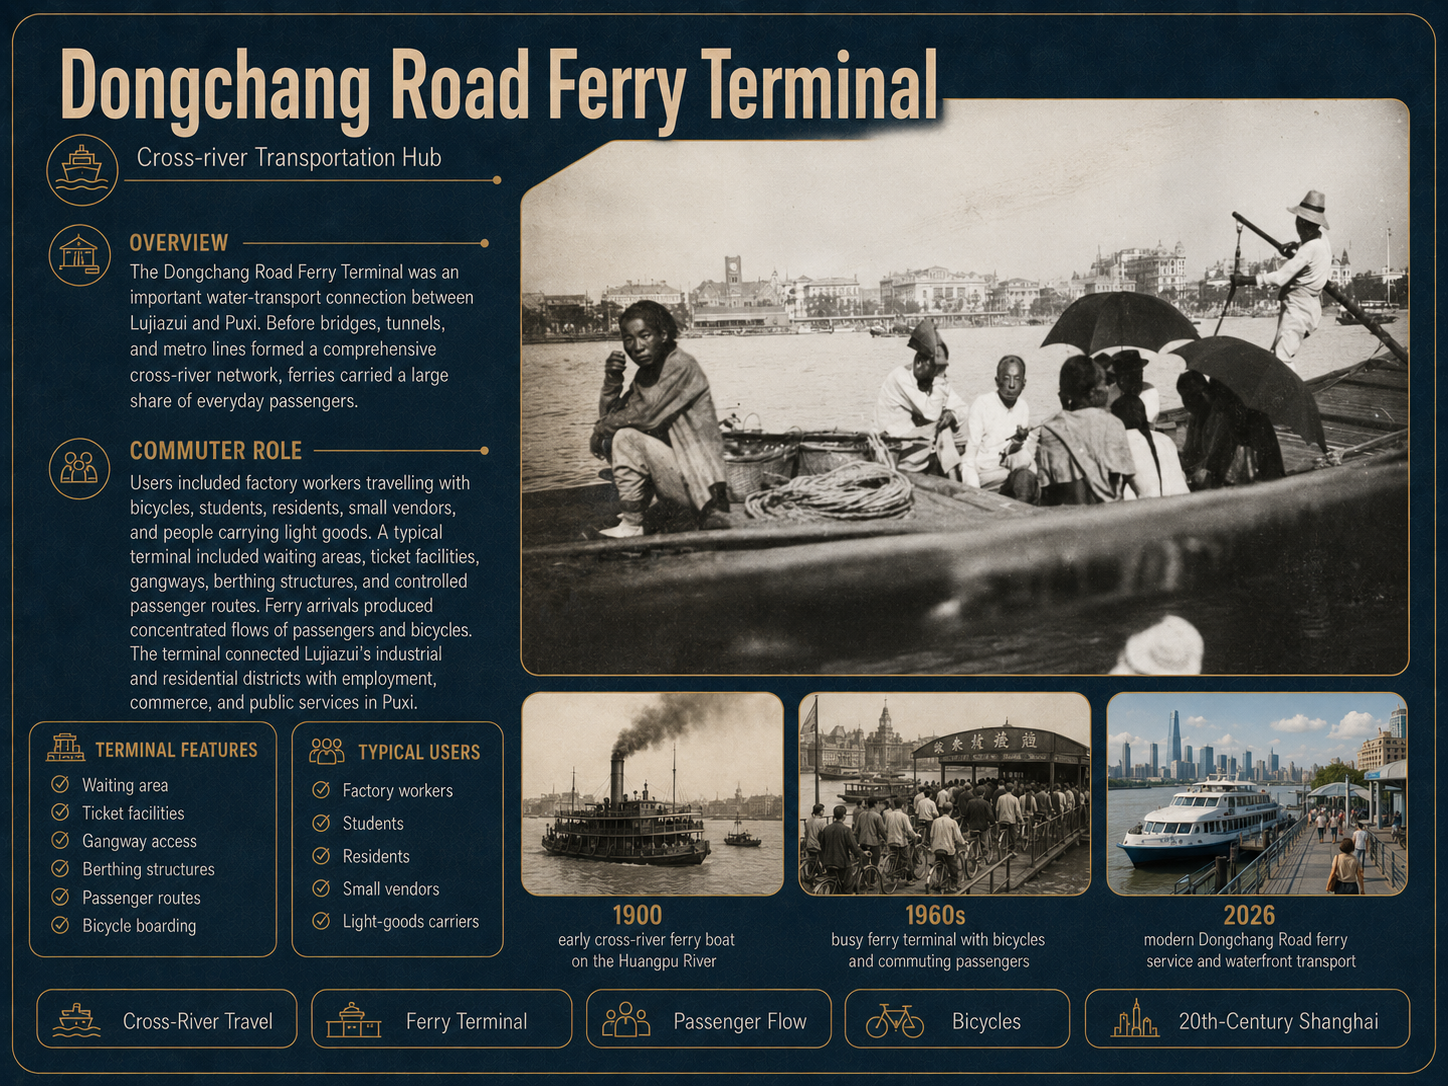 Dongchang Road Ferry Terminal
Cross-river Transportation Hub
OVERVIEW
The Dongchang Road Ferry Terminal was an
important water-transport connection between
Lujiazui and Puxi. Before bridges, tunnels,
and metro lines formed a comprehensive
cross-river network, ferries carried a large
share of everyday passengers.
COMMUTER ROLE
Users included factory workers travelling with
bicycles, students, residents, small vendors,
and people carrying light goods. A typical
terminal included waiting areas, ticket facilities,
gangways, berthing structures, and controlled
passenger routes. Ferry arrivals produced
concentrated flows of passengers and bicycles.
The terminal connected Lujiazui's industrial
and residential districts with employment,
commerce, and public services in Puxi.
TERMINAL FEATURES
Waiting area
Ticket facilities
Gangway access
Berthing structures
Passenger routes
Bicycle boarding
TYPICAL USERS
Factory workers
Students
Residents
Small vendors
Light-goods carriers
1900
early cross-river ferry boat
on the Huangpu River
1960s
busy ferry terminal with bicycles
and commuting passengers
2026
modern Dongchang Road ferry
service and waterfront transport
Cross-River Travel
Ferry Terminal
Passenger Flow
Bicycles
20th-Century Shanghai